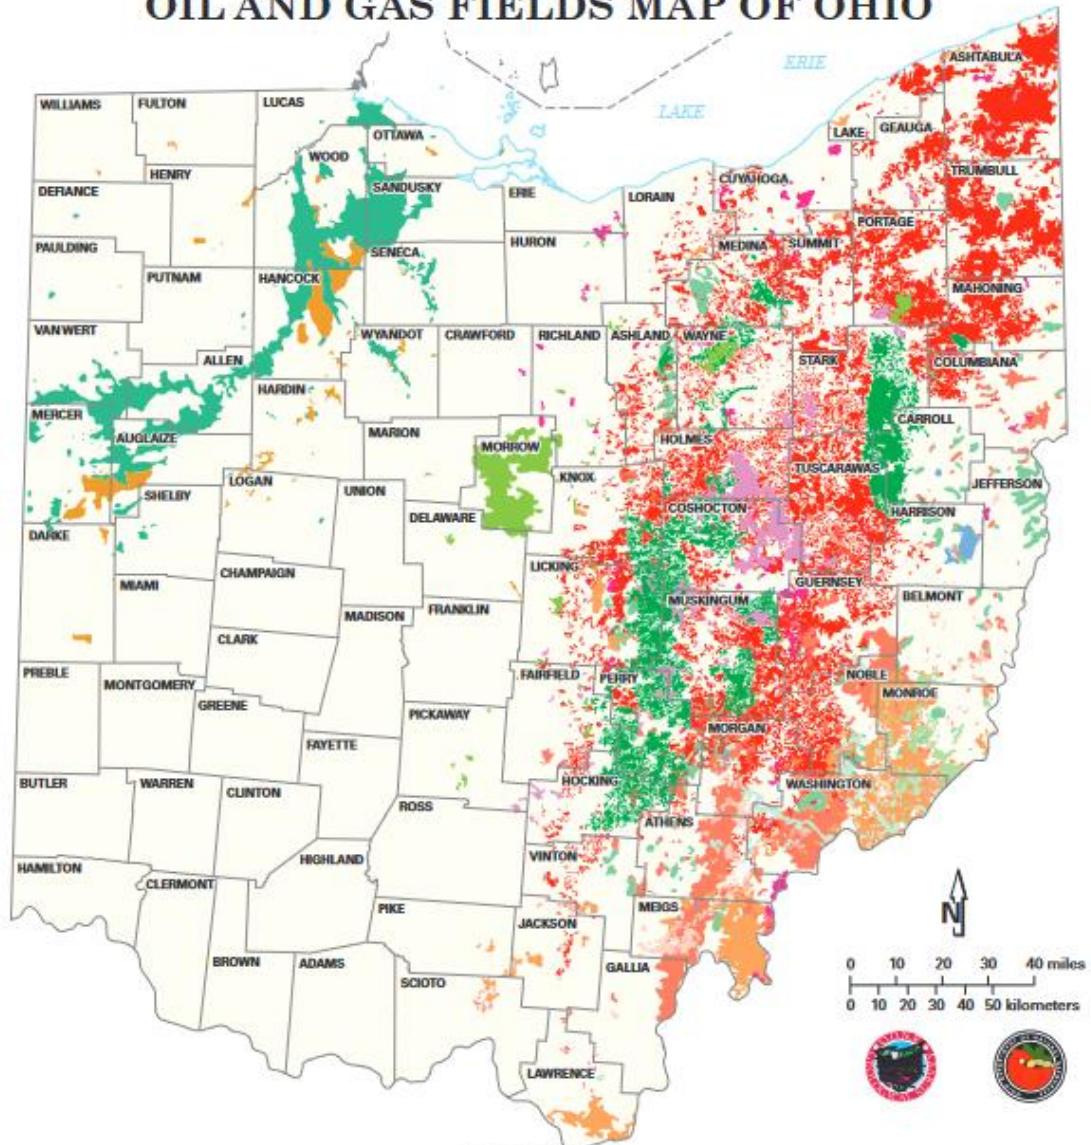 OIL AND GAS FIELDS MAP OF OHIO
ERIE
LAKE
ASHTABULA
WILLIAMS
FULTON
LUCAS
OTTAWA
LAKE
GEAUGA
WOOD
HENRY
TRUMBULL
DEFIANCE
SANDUSKY
ERIE
LORAIN
CUYAHOGA
PORTAGE
PAULDING
SENECA
HURON
MEDINA
SUMMIT
PUTNAM
HANCOCK
MAHONING
VAN WERT
WYANDOT
CRAWFORD
RICHLAND
ASHLAND
WAYNE
ALLEN
STARK
COLUMBIANA
HARDIN
MERCER
CARROLL
AUGLAIZE
MARION
MORROW
HOLMES
TUSCARAWAS
KNOX
LOGAN
UNION
JEFFERSON
SHELBY
DELAWARE
COSHOCTON
HARRISON
DARKE
LICKING
CHAMPAIGN
GUERNSEY
MIAMI
MUSKINGUM
BELMONT
MADISON
FRANKLIN
CLARK
PREBLE
FAIRFIELD
PERRY
NOBLE
MONTGOMERY
MONROE
GREENE
PICKAWAY
MORGAN
FAYETTE
BUTLER
WARREN
CLINTON
HOCKING
WASHINGTON
ROSS
ATHENS
HAMILTON
HIGHLAND
VINTON
CLERMONT
PIKE
MEIGS
N
JACKSON
BROWN
ADAMS
GALLIA
SCIOTO
0 10 20 30 40 miles
0 10 20 30 40 50 kilometers
LAWRENCE